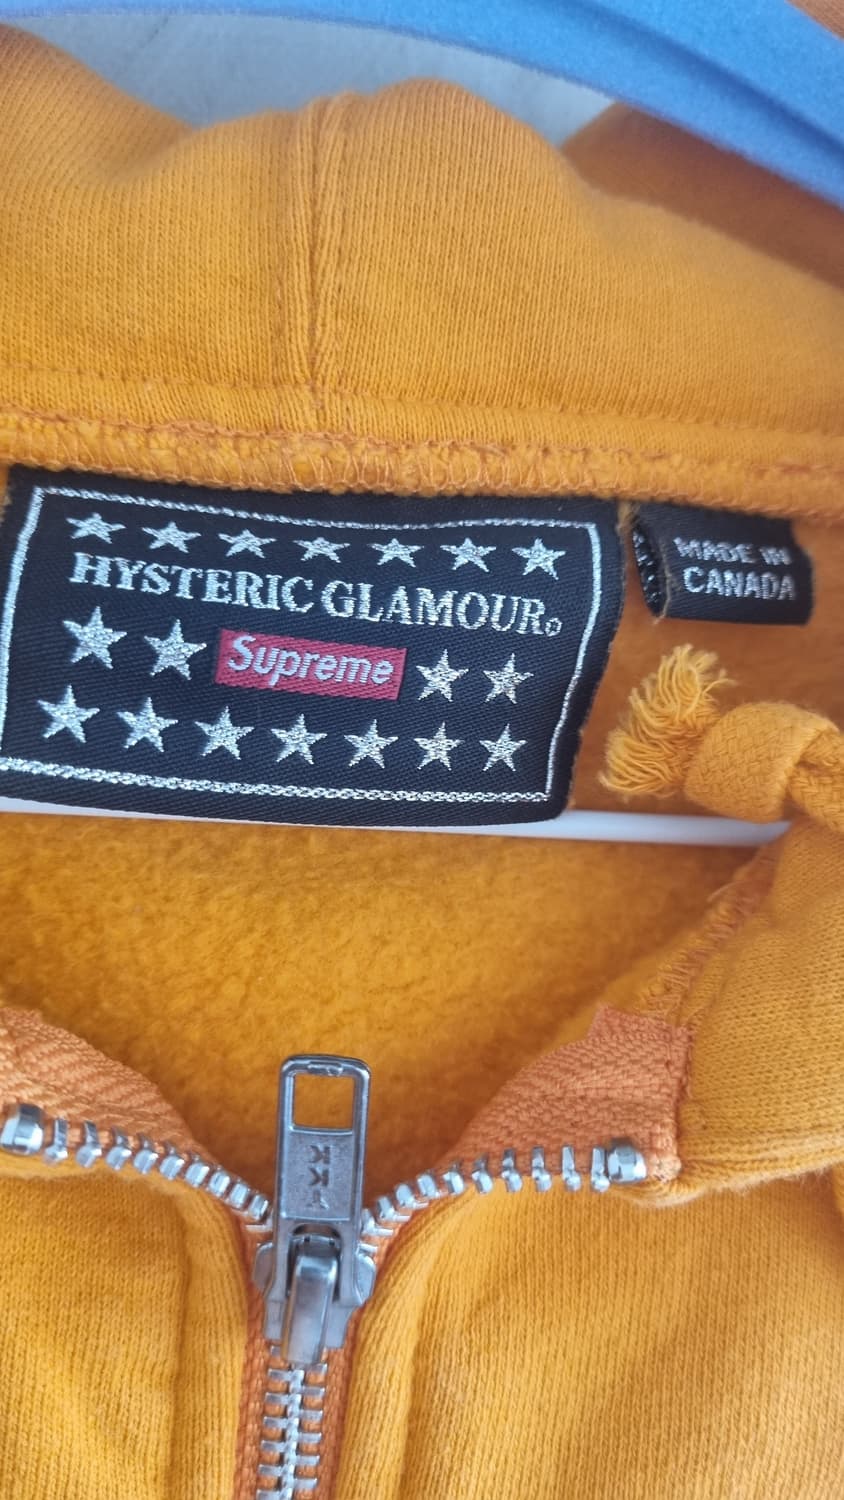 HYSTERIC GLAMOUR
Supreme
MADE IN
CANADA
YKK